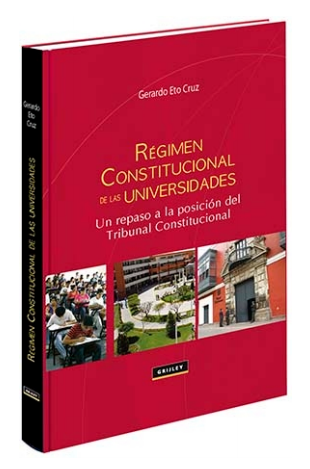 Gerardo Eto Cruz
RÉGIMEN
CONSTITUCIONAL
DE LAS UNIVERSIDADES
Un repaso a la posición del
Tribunal Constitucional
GRIJLEY
Gerardo
Eto
Cruz
RÉGIMEN CONSTITUCIONAL DE LAS UNIVERSIDADES